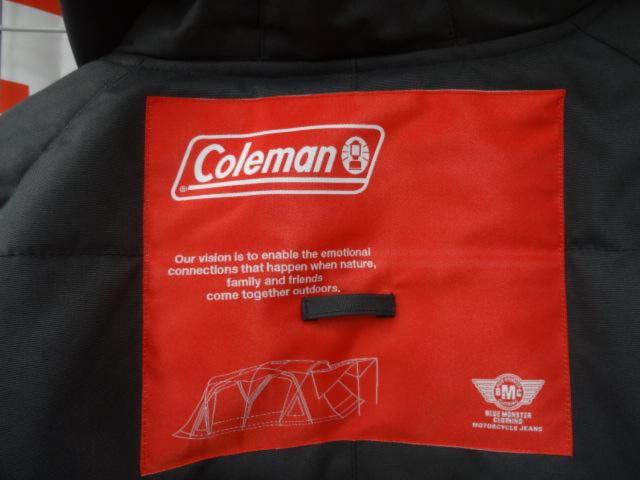 Coleman
Our vision is to enable the emotional
connections that happen when nature,
family and friends
come together outdoors.
BMC
BLUE MONSTER
CLOTHING
MOTORCYCLE JEANS